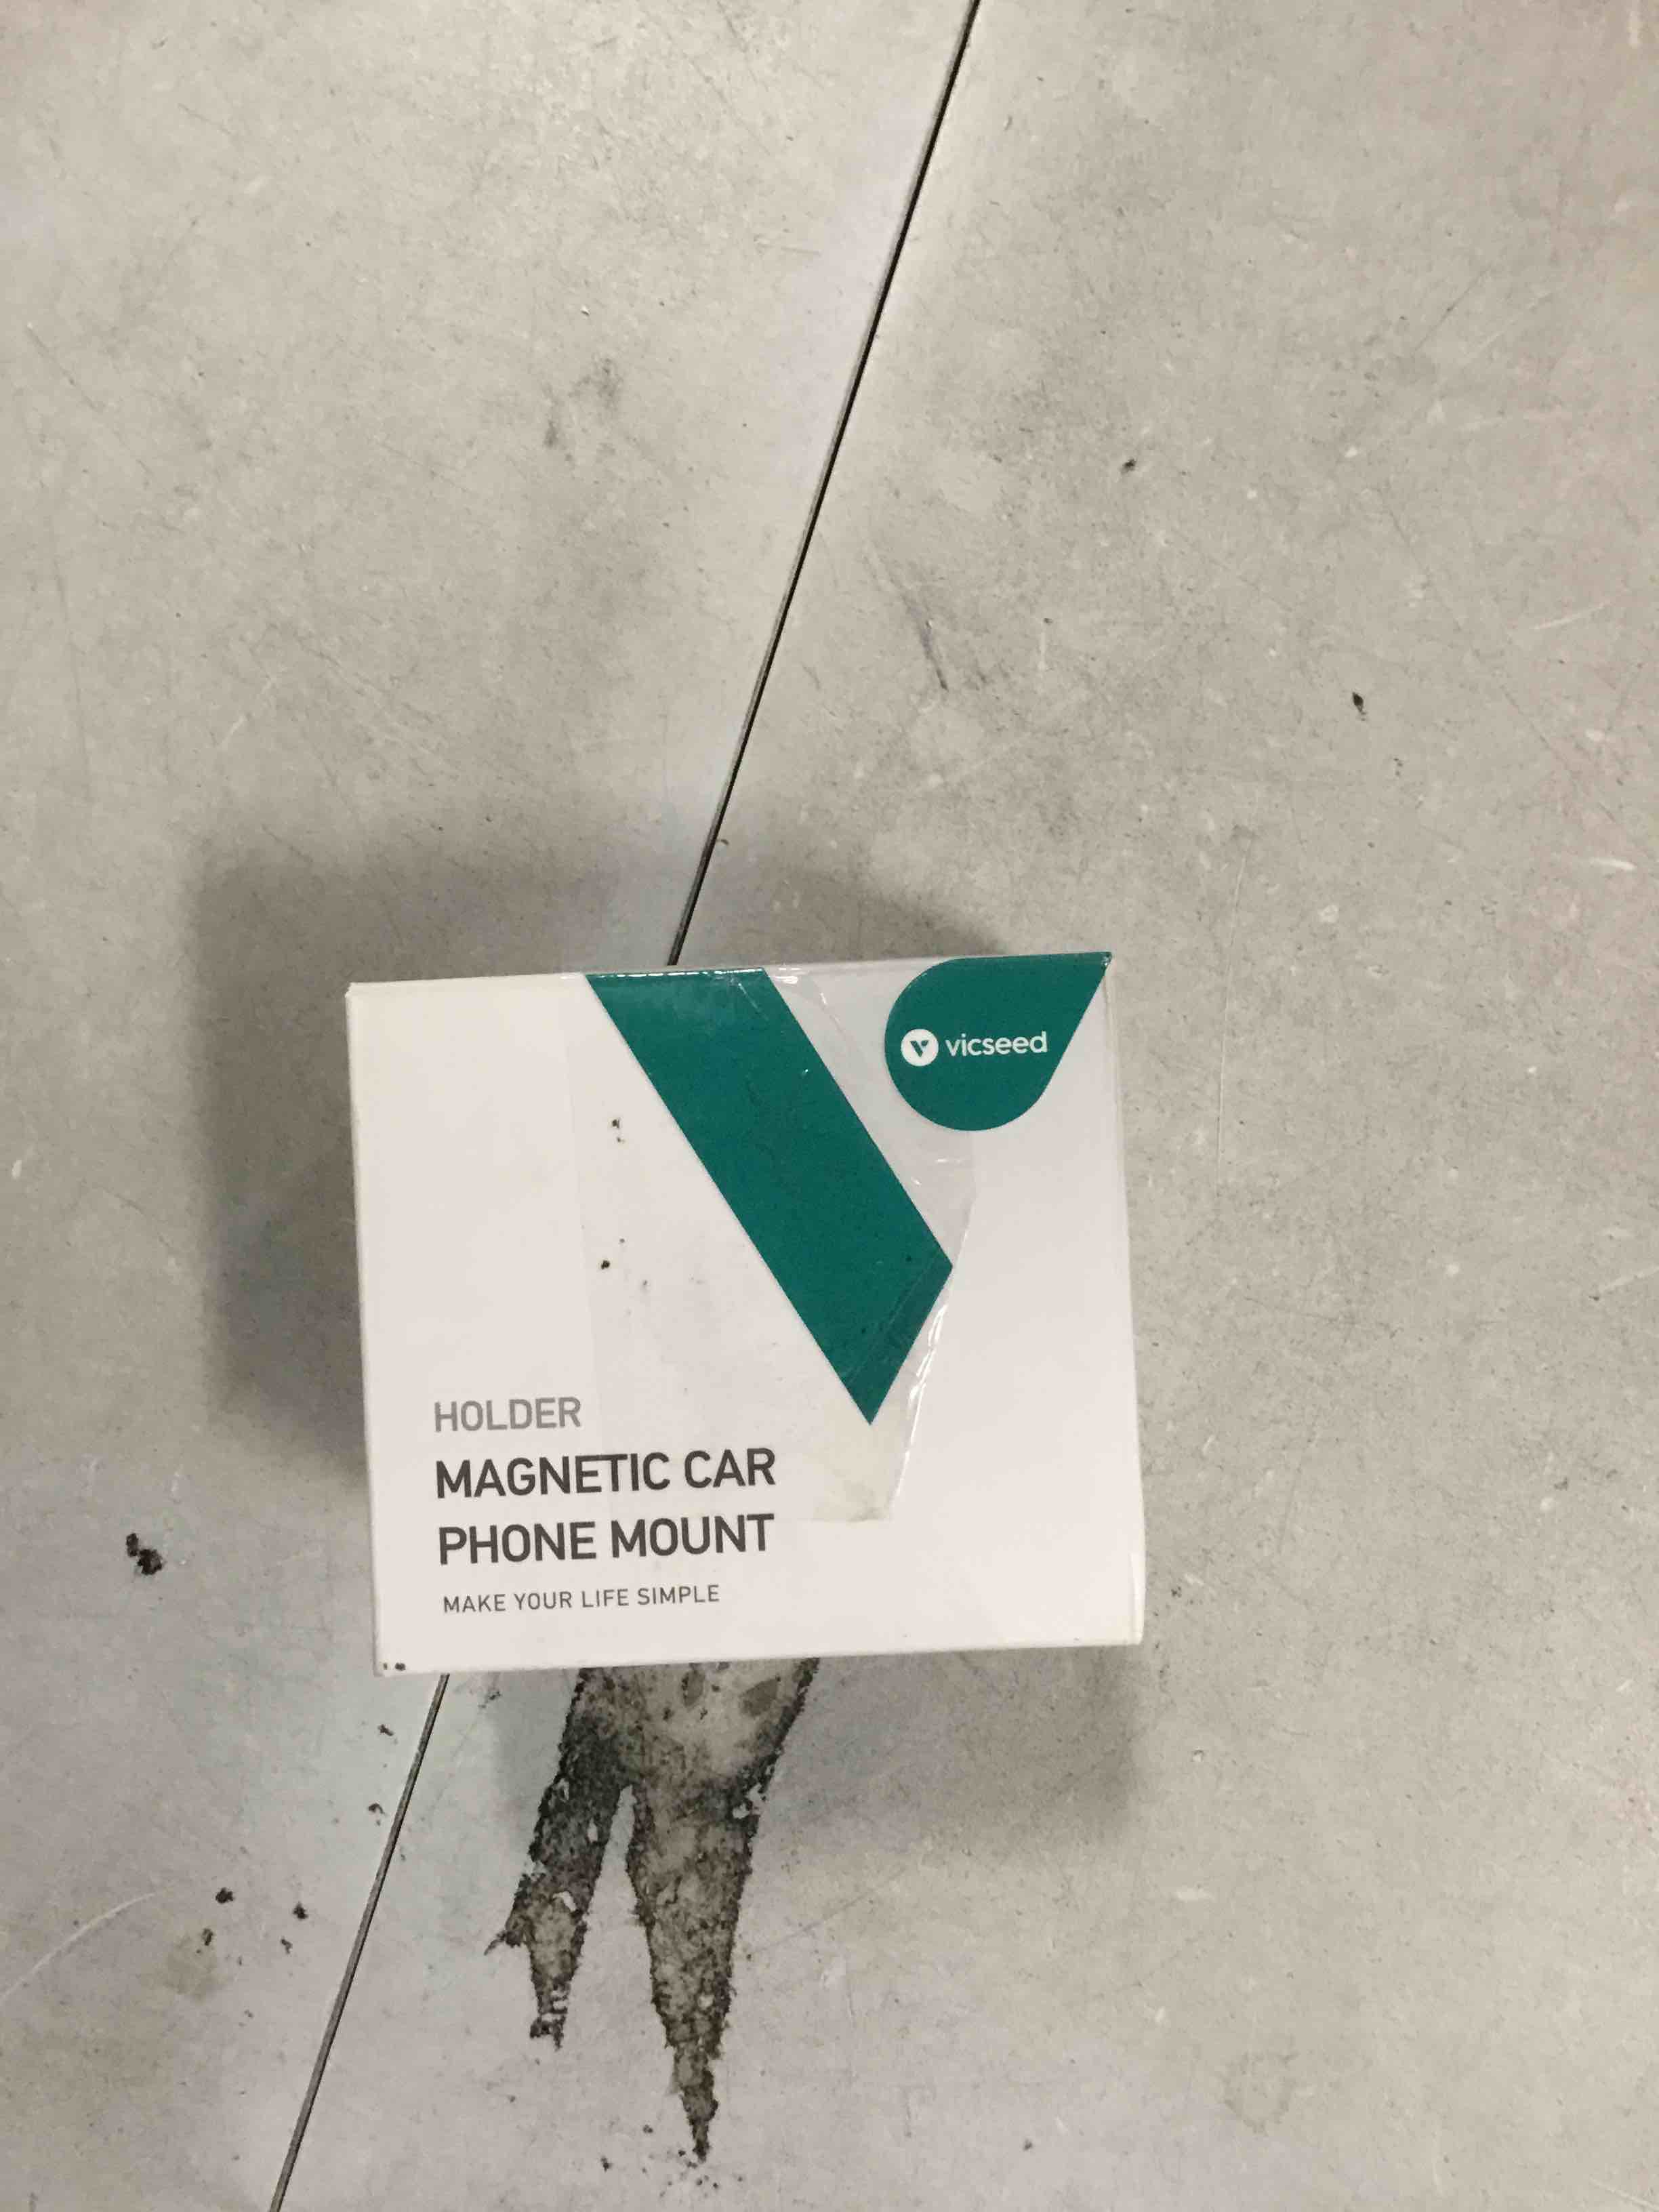 vicseed
HOLDER
MAGNETIC CAR
PHONE MOUNT
MAKE YOUR LIFE SIMPLE